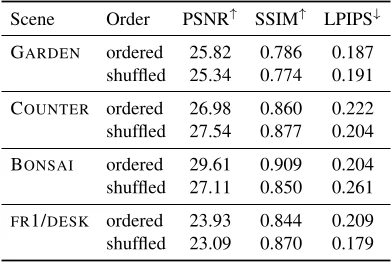 Scene Order PSNR↑ SSIM↑ LPIPS↓
GARDEN ordered 25.82 0.786 0.187
shuffled 25.34 0.774 0.191
COUNTER ordered 26.98 0.860 0.222
shuffled 27.54 0.877 0.204
BONSAI ordered 29.61 0.909 0.204
shuffled 27.11 0.850 0.261
FR1/DESK ordered 23.93 0.844 0.209
shuffled 23.09 0.870 0.179